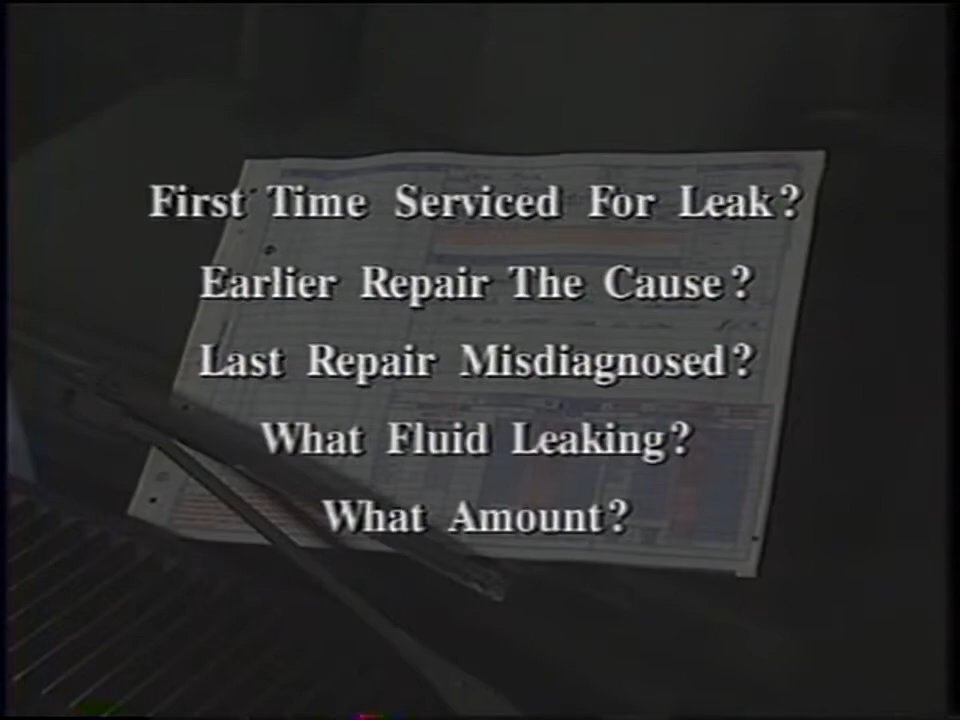 First Time Serviced For Leak?
Earlier Repair The Cause?
Last Repair Misdiagnosed?
What Fluid Leaking?
What Amount?